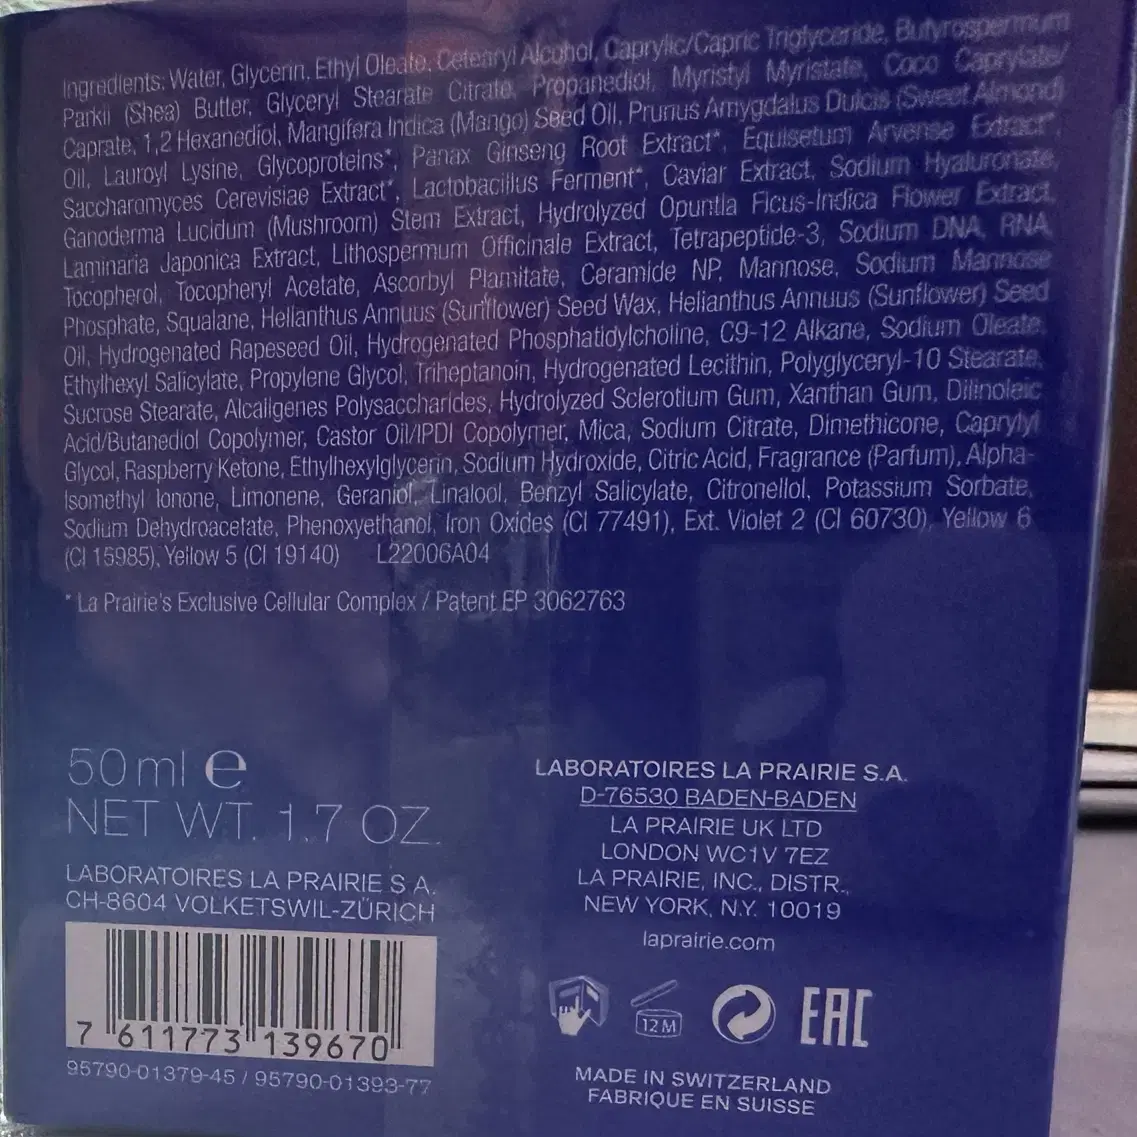 Ingredients: Water, Glycerin, Ethyl Oleate, Cetearyl Alcohol, Caprylic/Capric Triglyceride, Butyrospermum
Parkii (Shea) Butter, Glyceryl Stearate Citrate, Propanediol, Myristyl Myristate, Coco Caprylate/
Caprate, 1,2 Hexanediol, Mangifera Indica (Mango) Seed Oil, Prunus Amygdalus Dulcis (Sweet Almond)
Oil, Lauroyl Lysine, Glycoproteins*, Panax Ginseng Root Extract*, Equisetum Arvense Extract*,
Saccharomyces Cerevisiae Extract*, Lactobacillus Ferment*, Caviar Extract, Sodium Hyaluronate,
Ganoderma Lucidum (Mushroom) Stem Extract, Hydrolyzed Opuntia Ficus-Indica Flower Extract,
Laminaria Japonica Extract, Lithospermum Officinale Extract, Tetrapeptide-3, Sodium DNA, RNA,
Tocopherol, Tocopheryl Acetate, Ascorbyl Plamitate, Ceramide NP, Mannose, Sodium Mannose
Phosphate, Squalane, Helianthus Annuus (Sunflower) Seed Wax, Helianthus Annuus (Sunflower) Seed
Oil, Hydrogenated Rapeseed Oil, Hydrogenated Phosphatidylcholine, C9-12 Alkane, Sodium Oleate,
Ethylhexyl Salicylate, Propylene Glycol, Triheptanoin, Hydrogenated Lecithin, Polyglyceryl-10 Stearate,
Sucrose Stearate, Alcaligenes Polysaccharides, Hydrolyzed Sclerotium Gum, Xanthan Gum, Dilinoleic
Acid/Butanediol Copolymer, Castor Oil/IPDI Copolymer, Mica, Sodium Citrate, Dimethicone, Caprylyl
Glycol, Raspberry Ketone, Ethylhexylglycerin, Sodium Hydroxide, Citric Acid, Fragrance (Parfum), Alpha-
Isomethyl Ionone, Limonene, Geraniol, Linalool, Benzyl Salicylate, Citronellol, Potassium Sorbate,
Sodium Dehydroacetate, Phenoxyethanol, Iron Oxides (CI 77491), Ext. Violet 2 (CI 60730), Yellow 6
(CI 15985), Yellow 5 (CI 19140) L22006A04
* La Prairie's Exclusive Cellular Complex / Patent EP 3062763
50 ml e
NET WT. 1.7 OZ.
LABORATOIRES LA PRAIRIE S.A.
CH-8604 VOLKETSWIL-ZÜRICH
7 611773 139670
95790-01379-45 / 95790-01393-77
LABORATOIRES LA PRAIRIE S.A.
D-76530 BADEN-BADEN
LA PRAIRIE UK LTD
LONDON WC1V 7EZ
LA PRAIRIE, INC., DISTR.,
NEW YORK, N.Y. 10019
laprairie.com
12M
EAC
MADE IN SWITZERLAND
FABRIQUE EN SUISSE